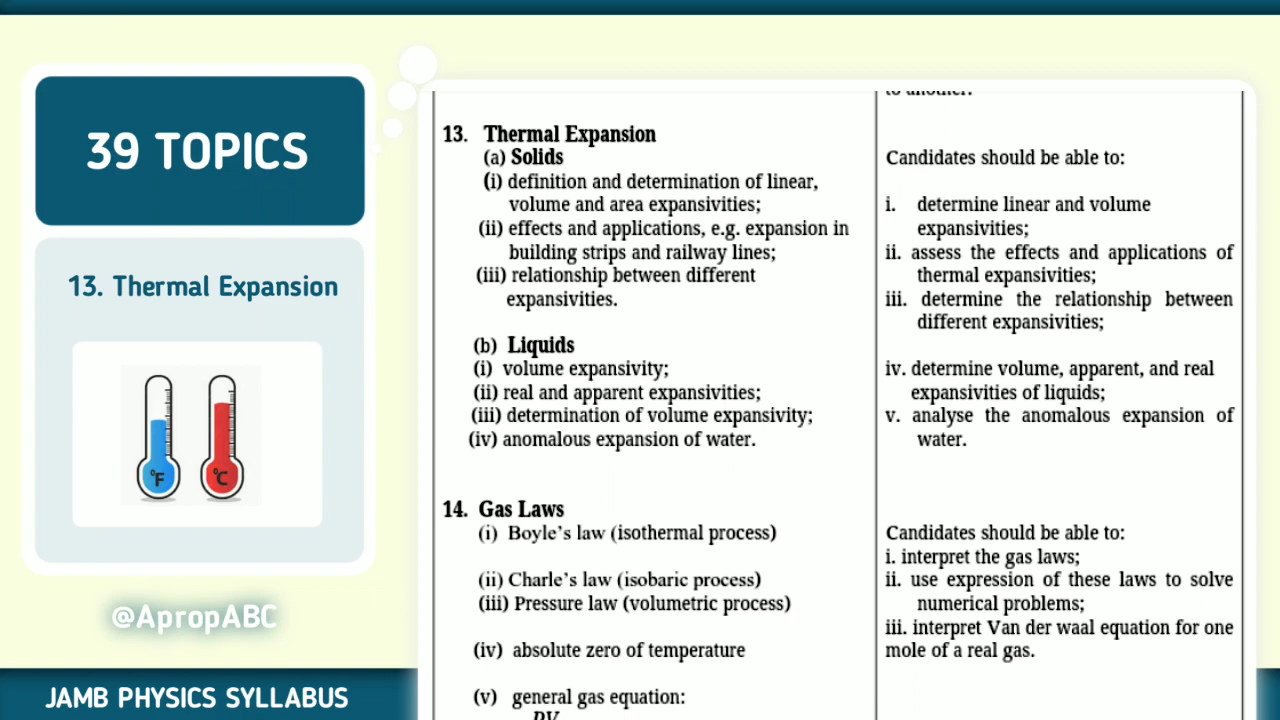 39 TOPICS
13. Thermal Expansion
°F
°C
@ApropABC
JAMB PHYSICS SYLLABUS
to another.
13. Thermal Expansion
(a) Solids
(i) definition and determination of linear,
volume and area expansivities;
(ii) effects and applications, e.g. expansion in
building strips and railway lines;
(iii) relationship between different
expansivities.
(b) Liquids
(i) volume expansivity;
(ii) real and apparent expansivities;
(iii) determination of volume expansivity;
(iv) anomalous expansion of water.
14. Gas Laws
(i) Boyle’s law (isothermal process)
(ii) Charle’s law (isobaric process)
(iii) Pressure law (volumetric process)
(iv) absolute zero of temperature
(v) general gas equation:
PV
Candidates should be able to:
i. determine linear and volume
expansivities;
ii. assess the effects and applications of
thermal expansivities;
iii. determine the relationship between
different expansivities;
iv. determine volume, apparent, and real
expansivities of liquids;
v. analyse the anomalous expansion of
water.
Candidates should be able to:
i. interpret the gas laws;
ii. use expression of these laws to solve
numerical problems;
iii. interpret Van der waal equation for one
mole of a real gas.